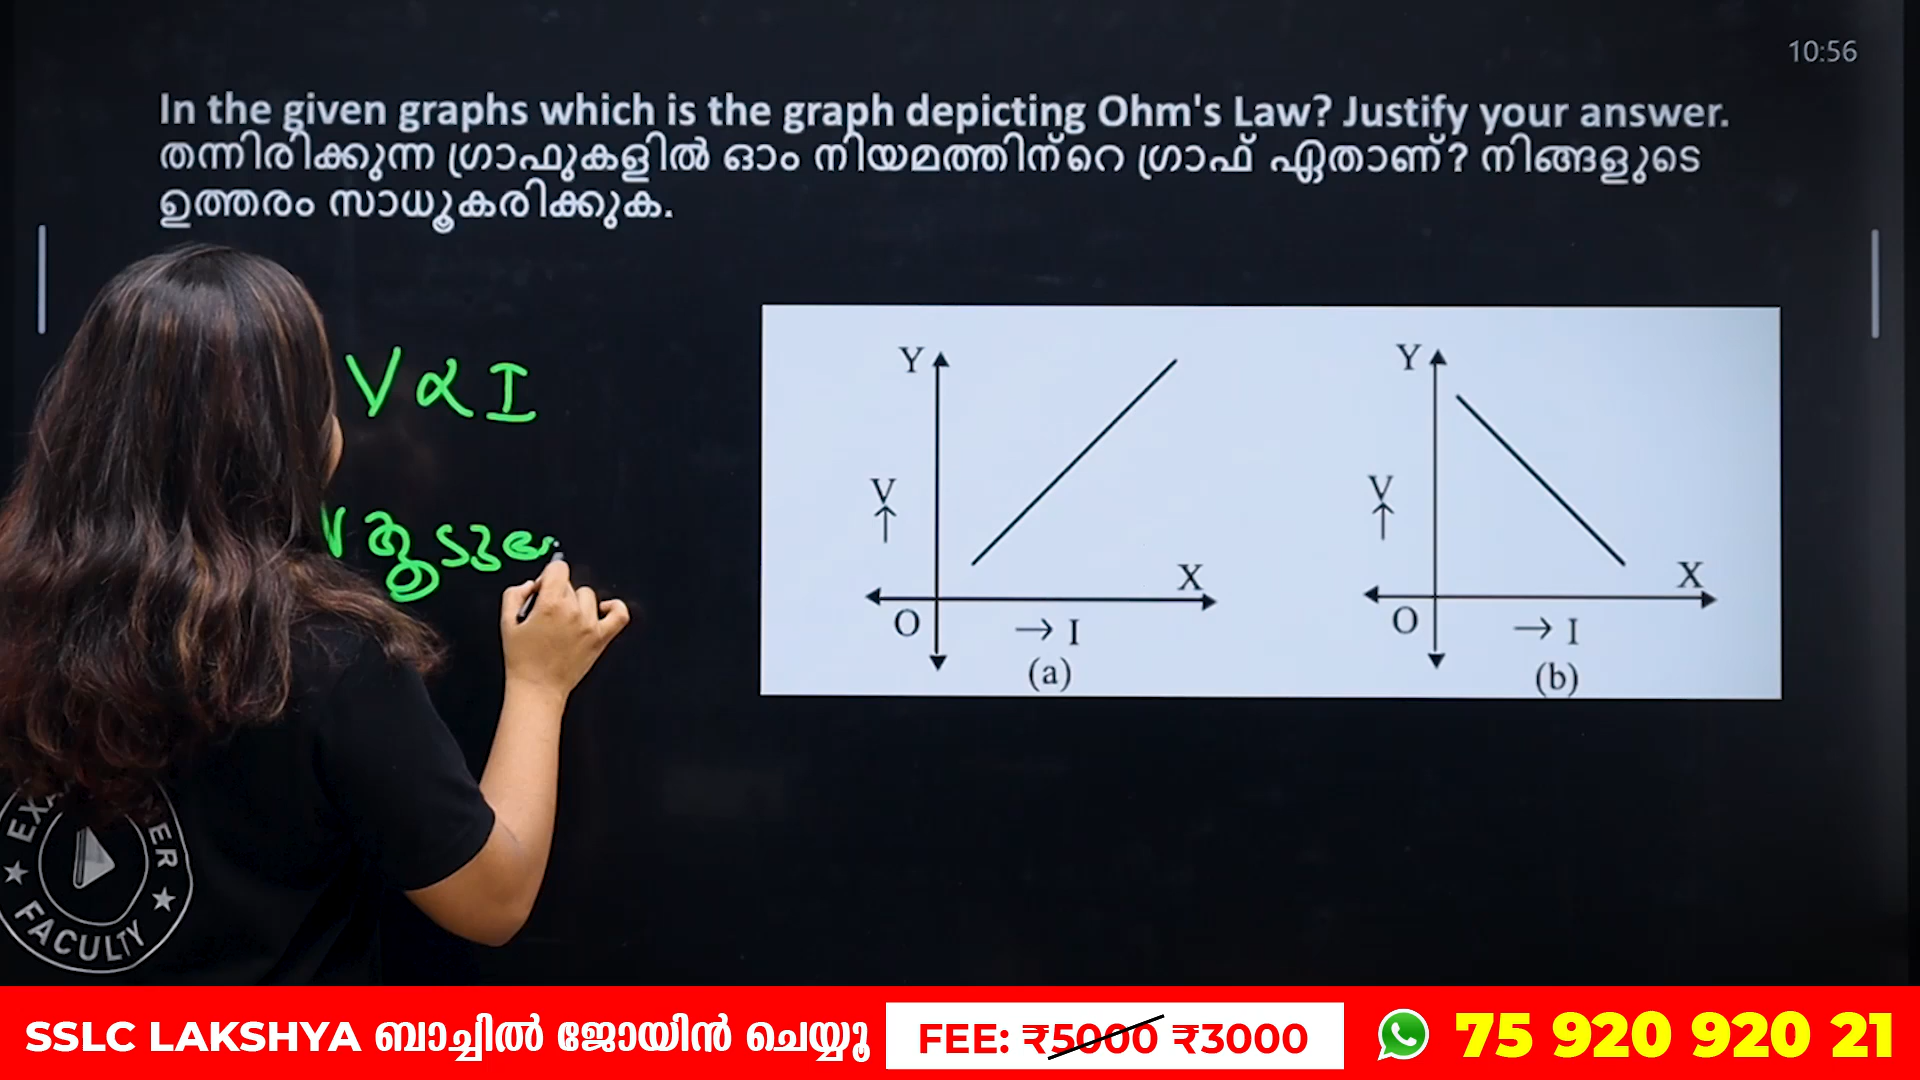 10:56
In the given graphs which is the graph depicting Ohm's Law? Justify your answer.
തന്നിരിക്കുന്ന ഗ്രാഫുകളിൽ ഓം നിയമത്തിന്റെ ഗ്രാഫ് ഏതാണ്? നിങ്ങളുടെ
ഉത്തരം സാധൂകരിക്കുക.
V α I
V
Y
V
X
O
→ I
(a)
Y
V
X
O
→ I
(b)
FACULTY
SSLC LAKSHYA ബാച്ചിൽ ജോയിൻ ചെയ്യൂ
FEE: ₹5000 ₹3000
75 920 920 21